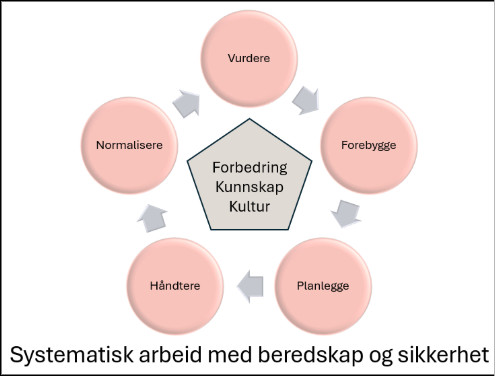 Vurdere
Forebygge
Planlegge
Håndtere
Normalisere
Forbedring
Kunnskap
Kultur
Systematisk arbeid med beredskap og sikkerhet